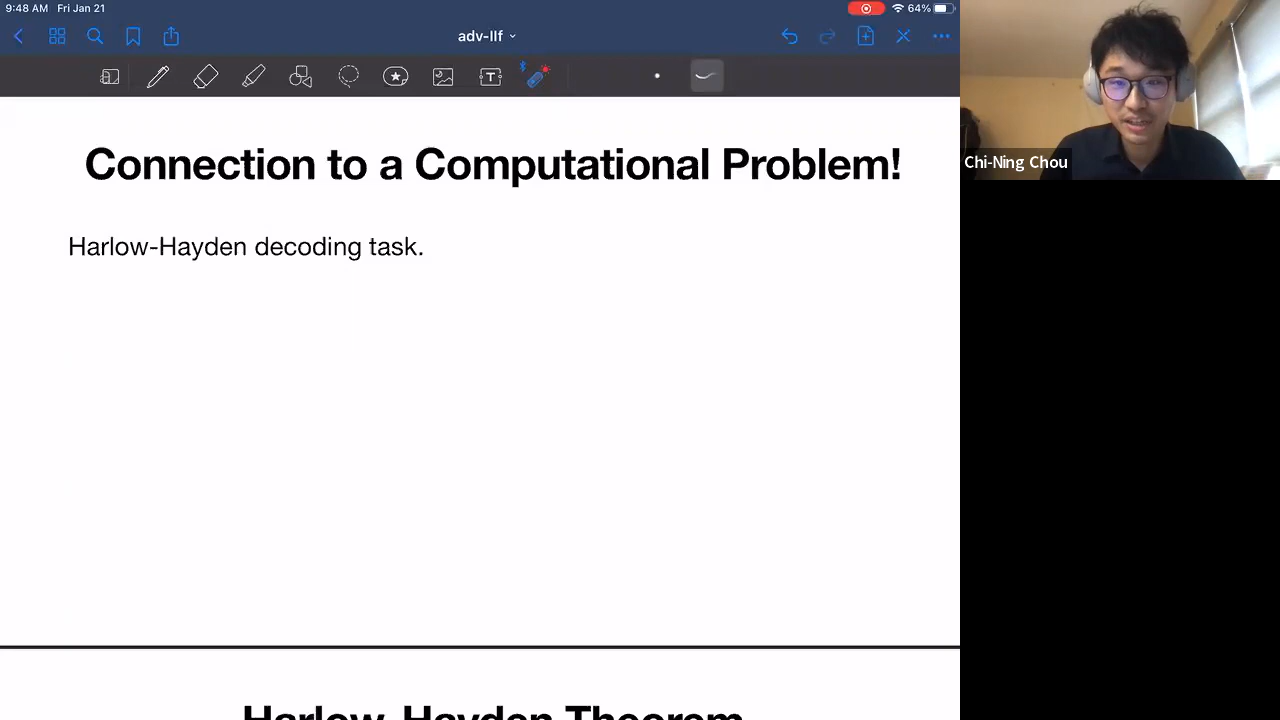 9:48 AM Fri Jan 21
64%
adv-llf
T
Connection to a Computational Problem!
Chi-Ning Chou
Harlow-Hayden decoding task.
Harlow-Hayden Theorem